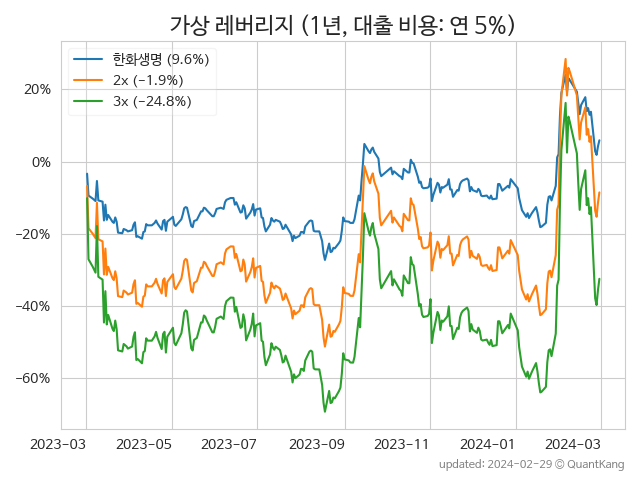 가상 레버리지 (1년, 대출 비용: 연 5%)
한화생명 (9.6%)
2x (−1.9%)
3x (−24.8%)
20%
0%
−20%
−40%
−60%
2023−03 2023−05 2023−07 2023−09 2023−11 2024−01 2024−03
updated: 2024−02−29 © QuantKang